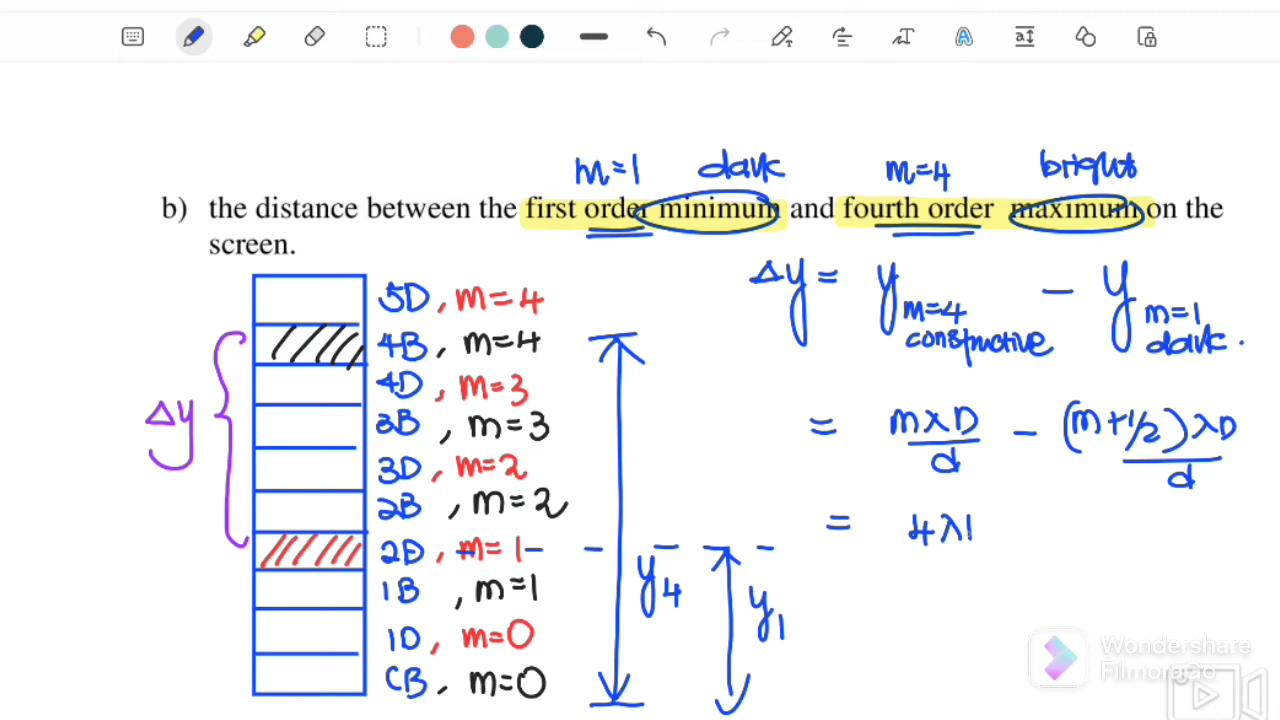 m=1 dark m=4 bright
b) the distance between the first order minimum and fourth order maximum on the
screen.
Δy = y m=4 constructive − y m=1 dark.
= mλD/d − (m+1/2)λD/d
= 4λ
Δy
5D, m=4
4B, m=4
4D, m=3
3B, m=3
3D, m=2
2B, m=2
2D, m=1
1B, m=1
1D, m=0
CB, m=0
y4
y1
Wondershare
FilmoraGo